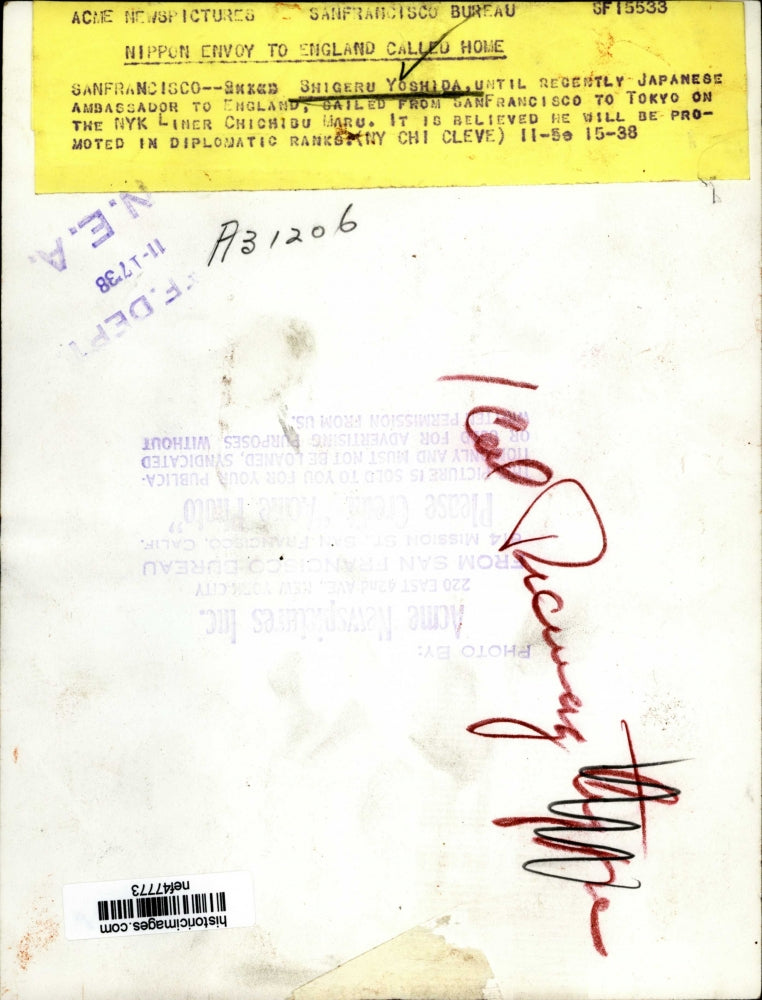 ACME NEWSPICTURES SANFRANCISCO BUREAU SF15533
NIPPON ENVOY TO ENGLAND CALLED HOME
SANFRANCISCO-- SHIGERU YOSHIDA, UNTIL RECENTLY JAPANESE
AMBASSADOR TO ENGLAND, SAILED FROM SANFRANCISCO TO TOKYO ON
THE NYK LINER CHICHIBU MARU. IT IS BELIEVED HE WILL BE PRO-
MOTED IN DIPLOMATIC RANKS. (NY CHI CLEVE) 11-5 15-38
N.E.A.
11-17 38
F. DEPT
A31206
1 Col
PHOTO BY:
Acme Newspictures Inc.
220 EAST 42nd AVE., NEW YORK CITY
FROM SAN FRANCISCO BUREAU
814 MISSION ST. SAN FRANCISCO, CALIF.
Please Credit "Acme Photo"
PICTURE IS SOLD TO YOU FOR YOUR PUBLICA-
TION ONLY AND MUST NOT BE LOANED, SYNDICATED
OR USED FOR ADVERTISING PURPOSES WITHOUT
WRITTEN PERMISSION FROM US.
historicimages.com
nef47773